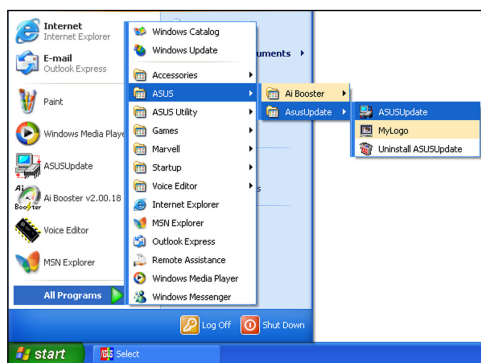 Internet
Internet Explorer
E-mail
Outlook Express
Paint
Windows Media Playe
ASUSUpdate
Ai Booster v2.00.18
Voice Editor
MSN Explorer
All Programs
Windows Catalog
Windows Update
Accessories
ASUS
ASUS Utility
Games
Marvell
Startup
Voice Editor
Internet Explorer
MSN Explorer
Outlook Express
Remote Assistance
Windows Media Player
Windows Messenger
uments
s
Ai Booster
AsusUpdate
ASUSUpdate
MyLogo
Uninstall ASUSUpdate
Log Off
Shut Down
start
Select